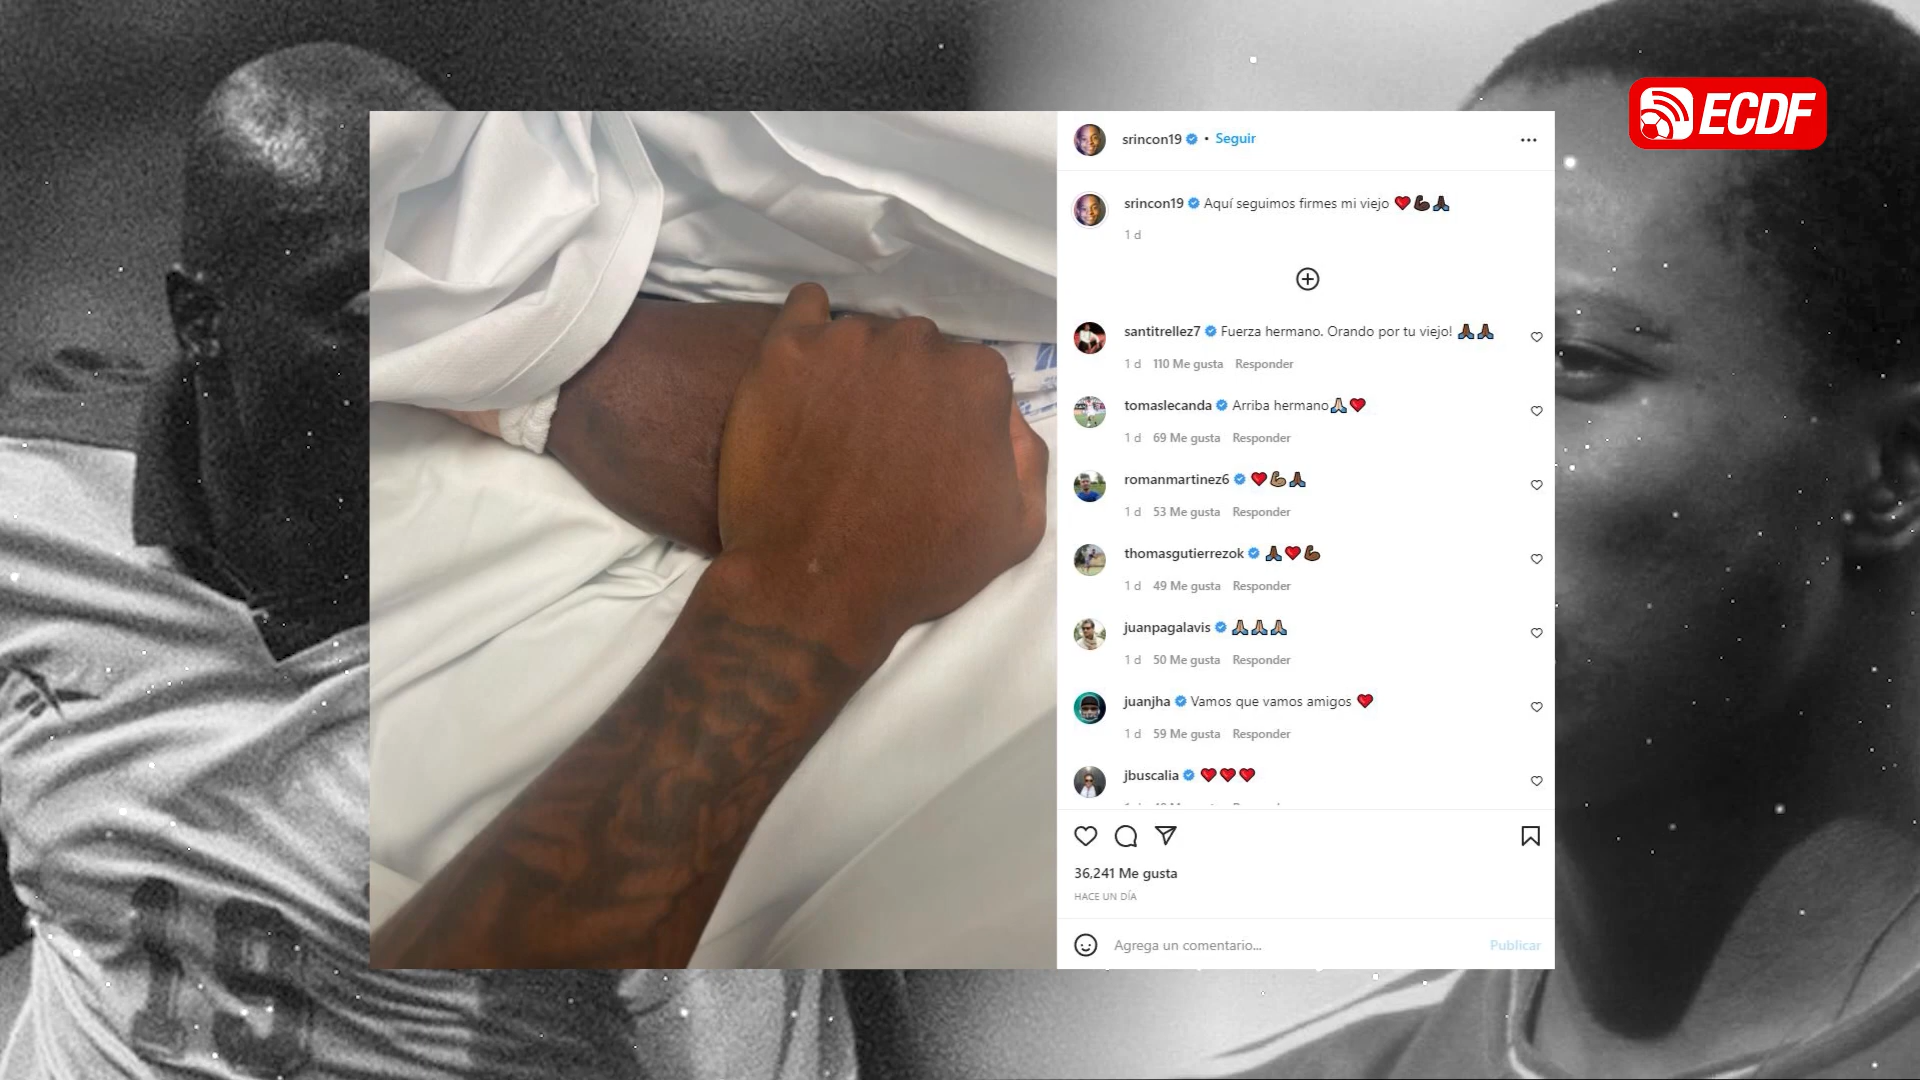 ECDF
srincon19 • Seguir
srincon19 Aquí seguimos firmes mi viejo ❤️💪🏿🙏🏿
1 d
santitrellez7 Fuerza hermano. Orando por tu viejo! 🙏🏿🙏🏿
1 d 110 Me gusta Responder
tomaslecanda Arriba hermano🙏🏼❤️
1 d 69 Me gusta Responder
romanmartinez6 ❤️💪🏽🙏🏿
1 d 53 Me gusta Responder
thomasgutierrezok 🙏🏿❤️💪🏿
1 d 49 Me gusta Responder
juanpagalavis 🙏🏽🙏🏽🙏🏽
1 d 50 Me gusta Responder
juanjha Vamos que vamos amigos ❤️
1 d 59 Me gusta Responder
jbuscalia ❤️❤️❤️
36,241 Me gusta
HACE UN DÍA
Agrega un comentario... Publicar